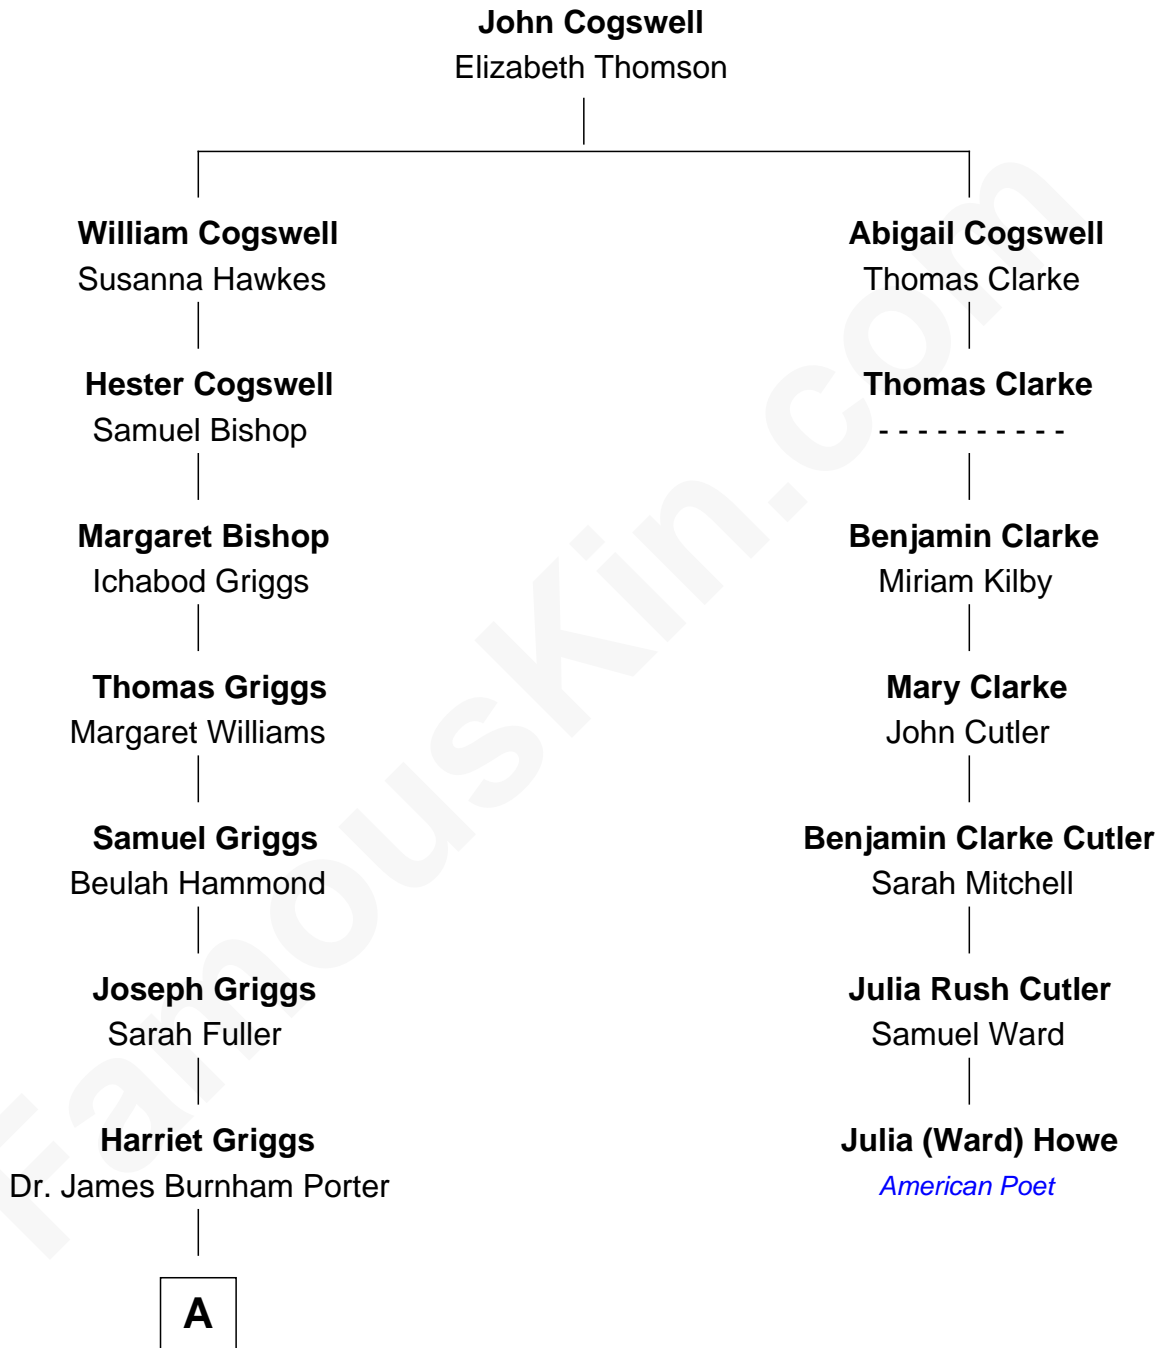 John Cogswell
Elizabeth Thomson
William Cogswell
Susanna Hawkes
Hester Cogswell
Samuel Bishop
Margaret Bishop
Ichabod Griggs
Thomas Griggs
Margaret Williams
Samuel Griggs
Beulah Hammond
Joseph Griggs
Sarah Fuller
Harriet Griggs
Dr. James Burnham Porter
A
Abigail Cogswell
Thomas Clarke
Thomas Clarke
- - - - - - - - - -
Benjamin Clarke
Miriam Kilby
Mary Clarke
John Cutler
Benjamin Clarke Cutler
Sarah Mitchell
Julia Rush Cutler
Samuel Ward
Julia (Ward) Howe
American Poet
FamousKin.com